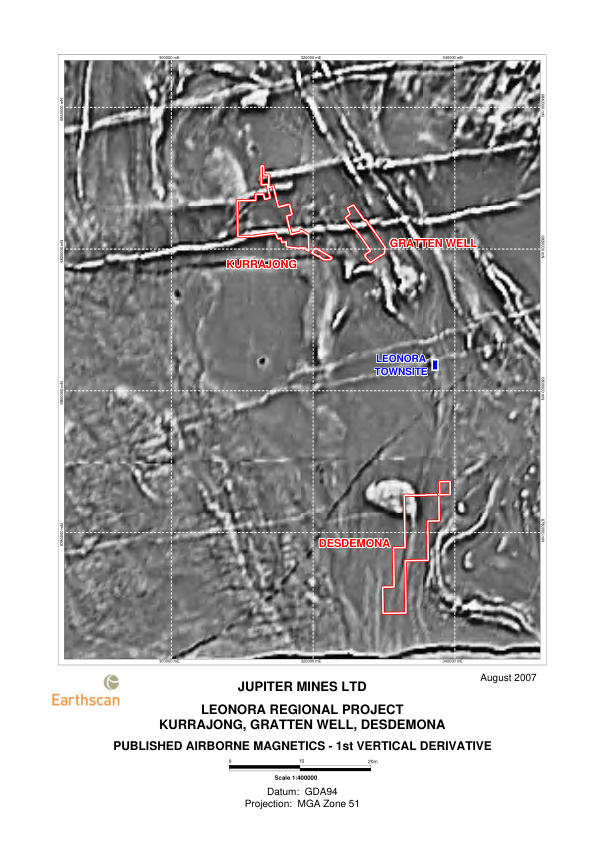 300000 mE 320000 mE 340000 mE
KURRAJONG
GRATTEN WELL
LEONORA
TOWNSITE
DESDEMONA
300000 mE 320000 mE 340000 mE
Earthscan
August 2007
JUPITER MINES LTD
LEONORA REGIONAL PROJECT
KURRAJONG, GRATTEN WELL, DESDEMONA
PUBLISHED AIRBORNE MAGNETICS - 1st VERTICAL DERIVATIVE
0 10
Scale 1:400000
Datum: GDA94
Projection: MGA Zone 51